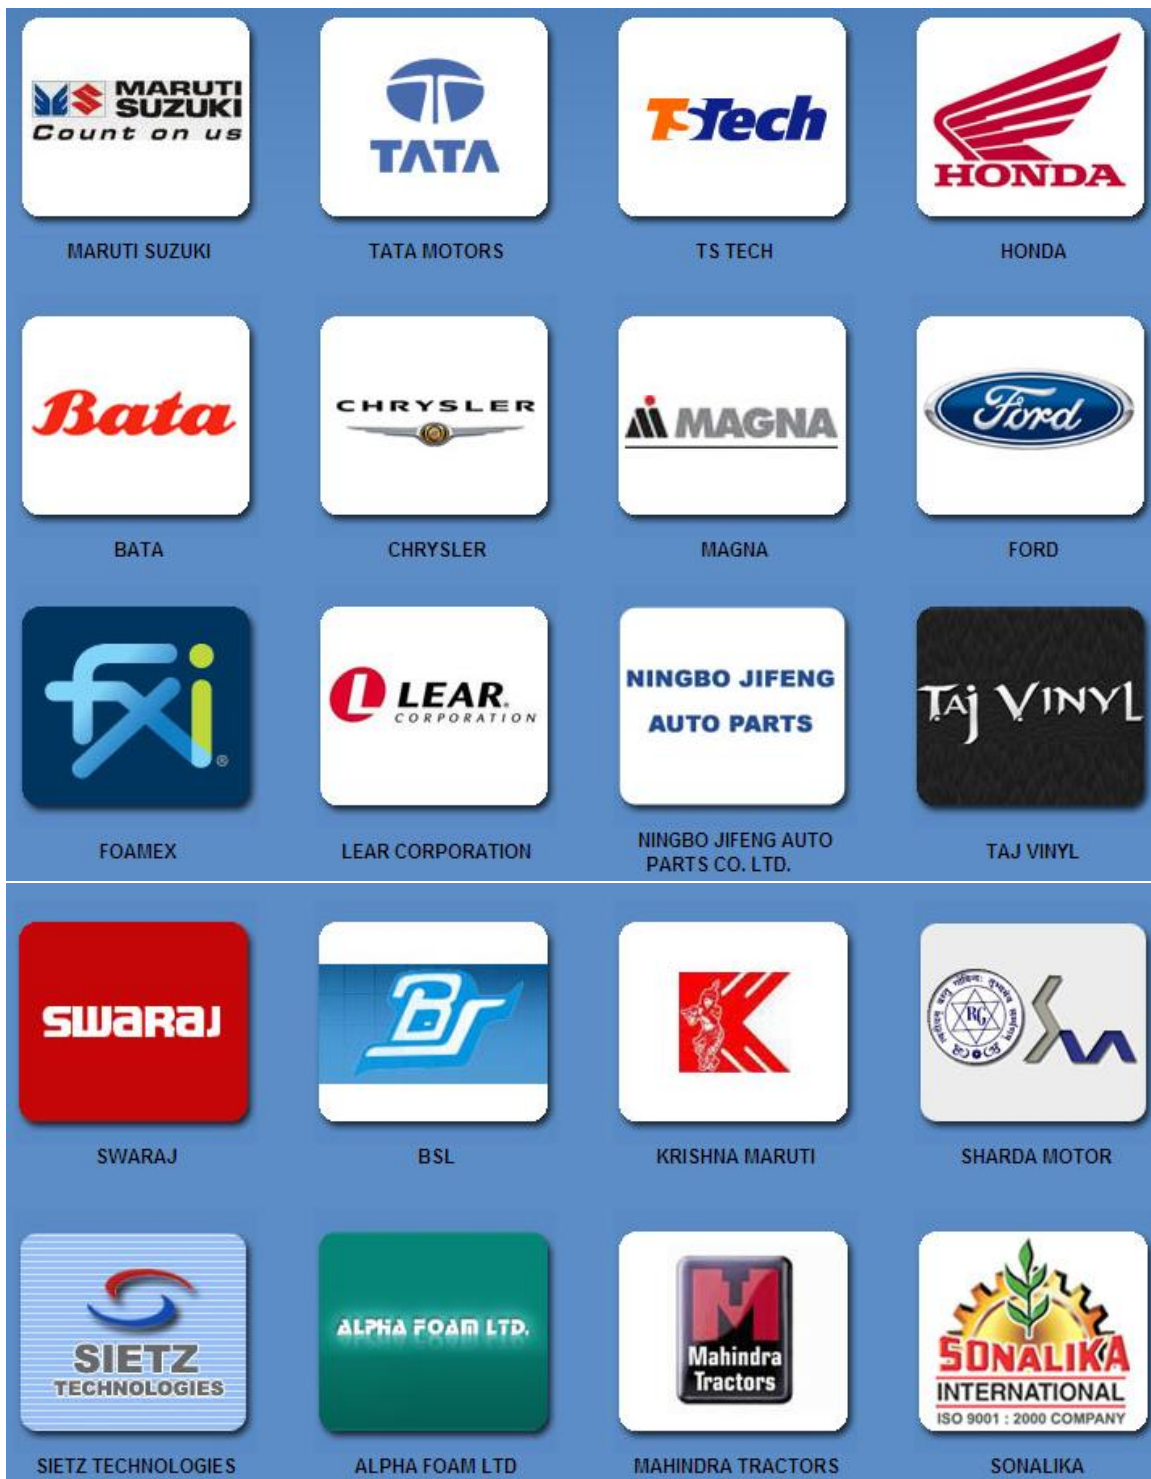 MARUTI
SUZUKI
Count on us
TATA
TS Tech
HONDA
MARUTI SUZUKI
TATA MOTORS
TS TECH
HONDA
Bata
CHRYSLER
MAGNA
Ford
BATA
CHRYSLER
MAGNA
FORD
fxi®
LEAR.
CORPORATION
NINGBO JIFENG
AUTO PARTS
TAJ VINYL
FOAMEX
LEAR CORPORATION
NINGBO JIFENG AUTO
PARTS CO. LTD.
TAJ VINYL
SWARAJ
BS
K
RG
SWARAJ
BSL
KRISHNA MARUTI
SHARDA MOTOR
SIETZ
TECHNOLOGIES
ALPHA FOAM LTD.
Mahindra
Tractors
SONALIKA
INTERNATIONAL
ISO 9001 : 2000 COMPANY
SIETZ TECHNOLOGIES
ALPHA FOAM LTD
MAHINDRA TRACTORS
SONALIKA